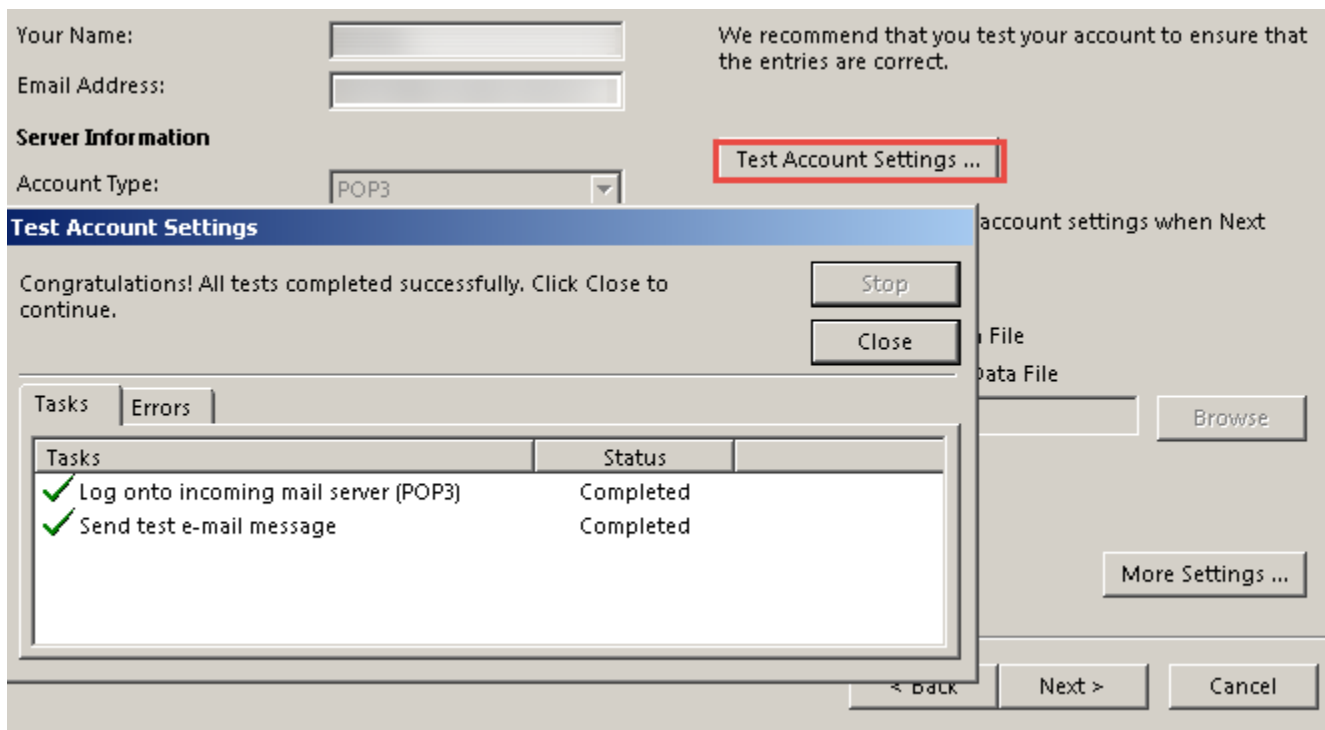 Your Name:
We recommend that you test your account to ensure that
the entries are correct.
Email Address:
Server Information
Test Account Settings ...
Account Type:
POP3
Test Account Settings
account settings when Next
Congratulations! All tests completed successfully. Click Close to
continue.
Stop
Close
File
Data File
Tasks
Errors
Browse
Tasks Status
Log onto incoming mail server (POP3) Completed
Send test e-mail message Completed
More Settings ...
< Back
Next >
Cancel